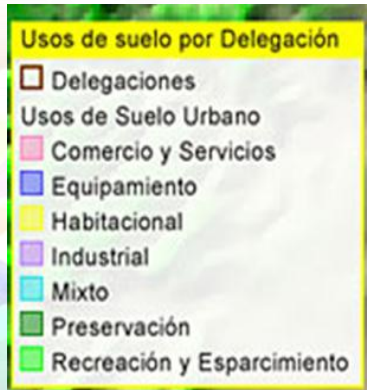 Usos de suelo por Delegación
Delegaciones
Usos de Suelo Urbano
Comercio y Servicios
Equipamiento
Habitacional
Industrial
Mixto
Preservación
Recreación y Esparcimiento